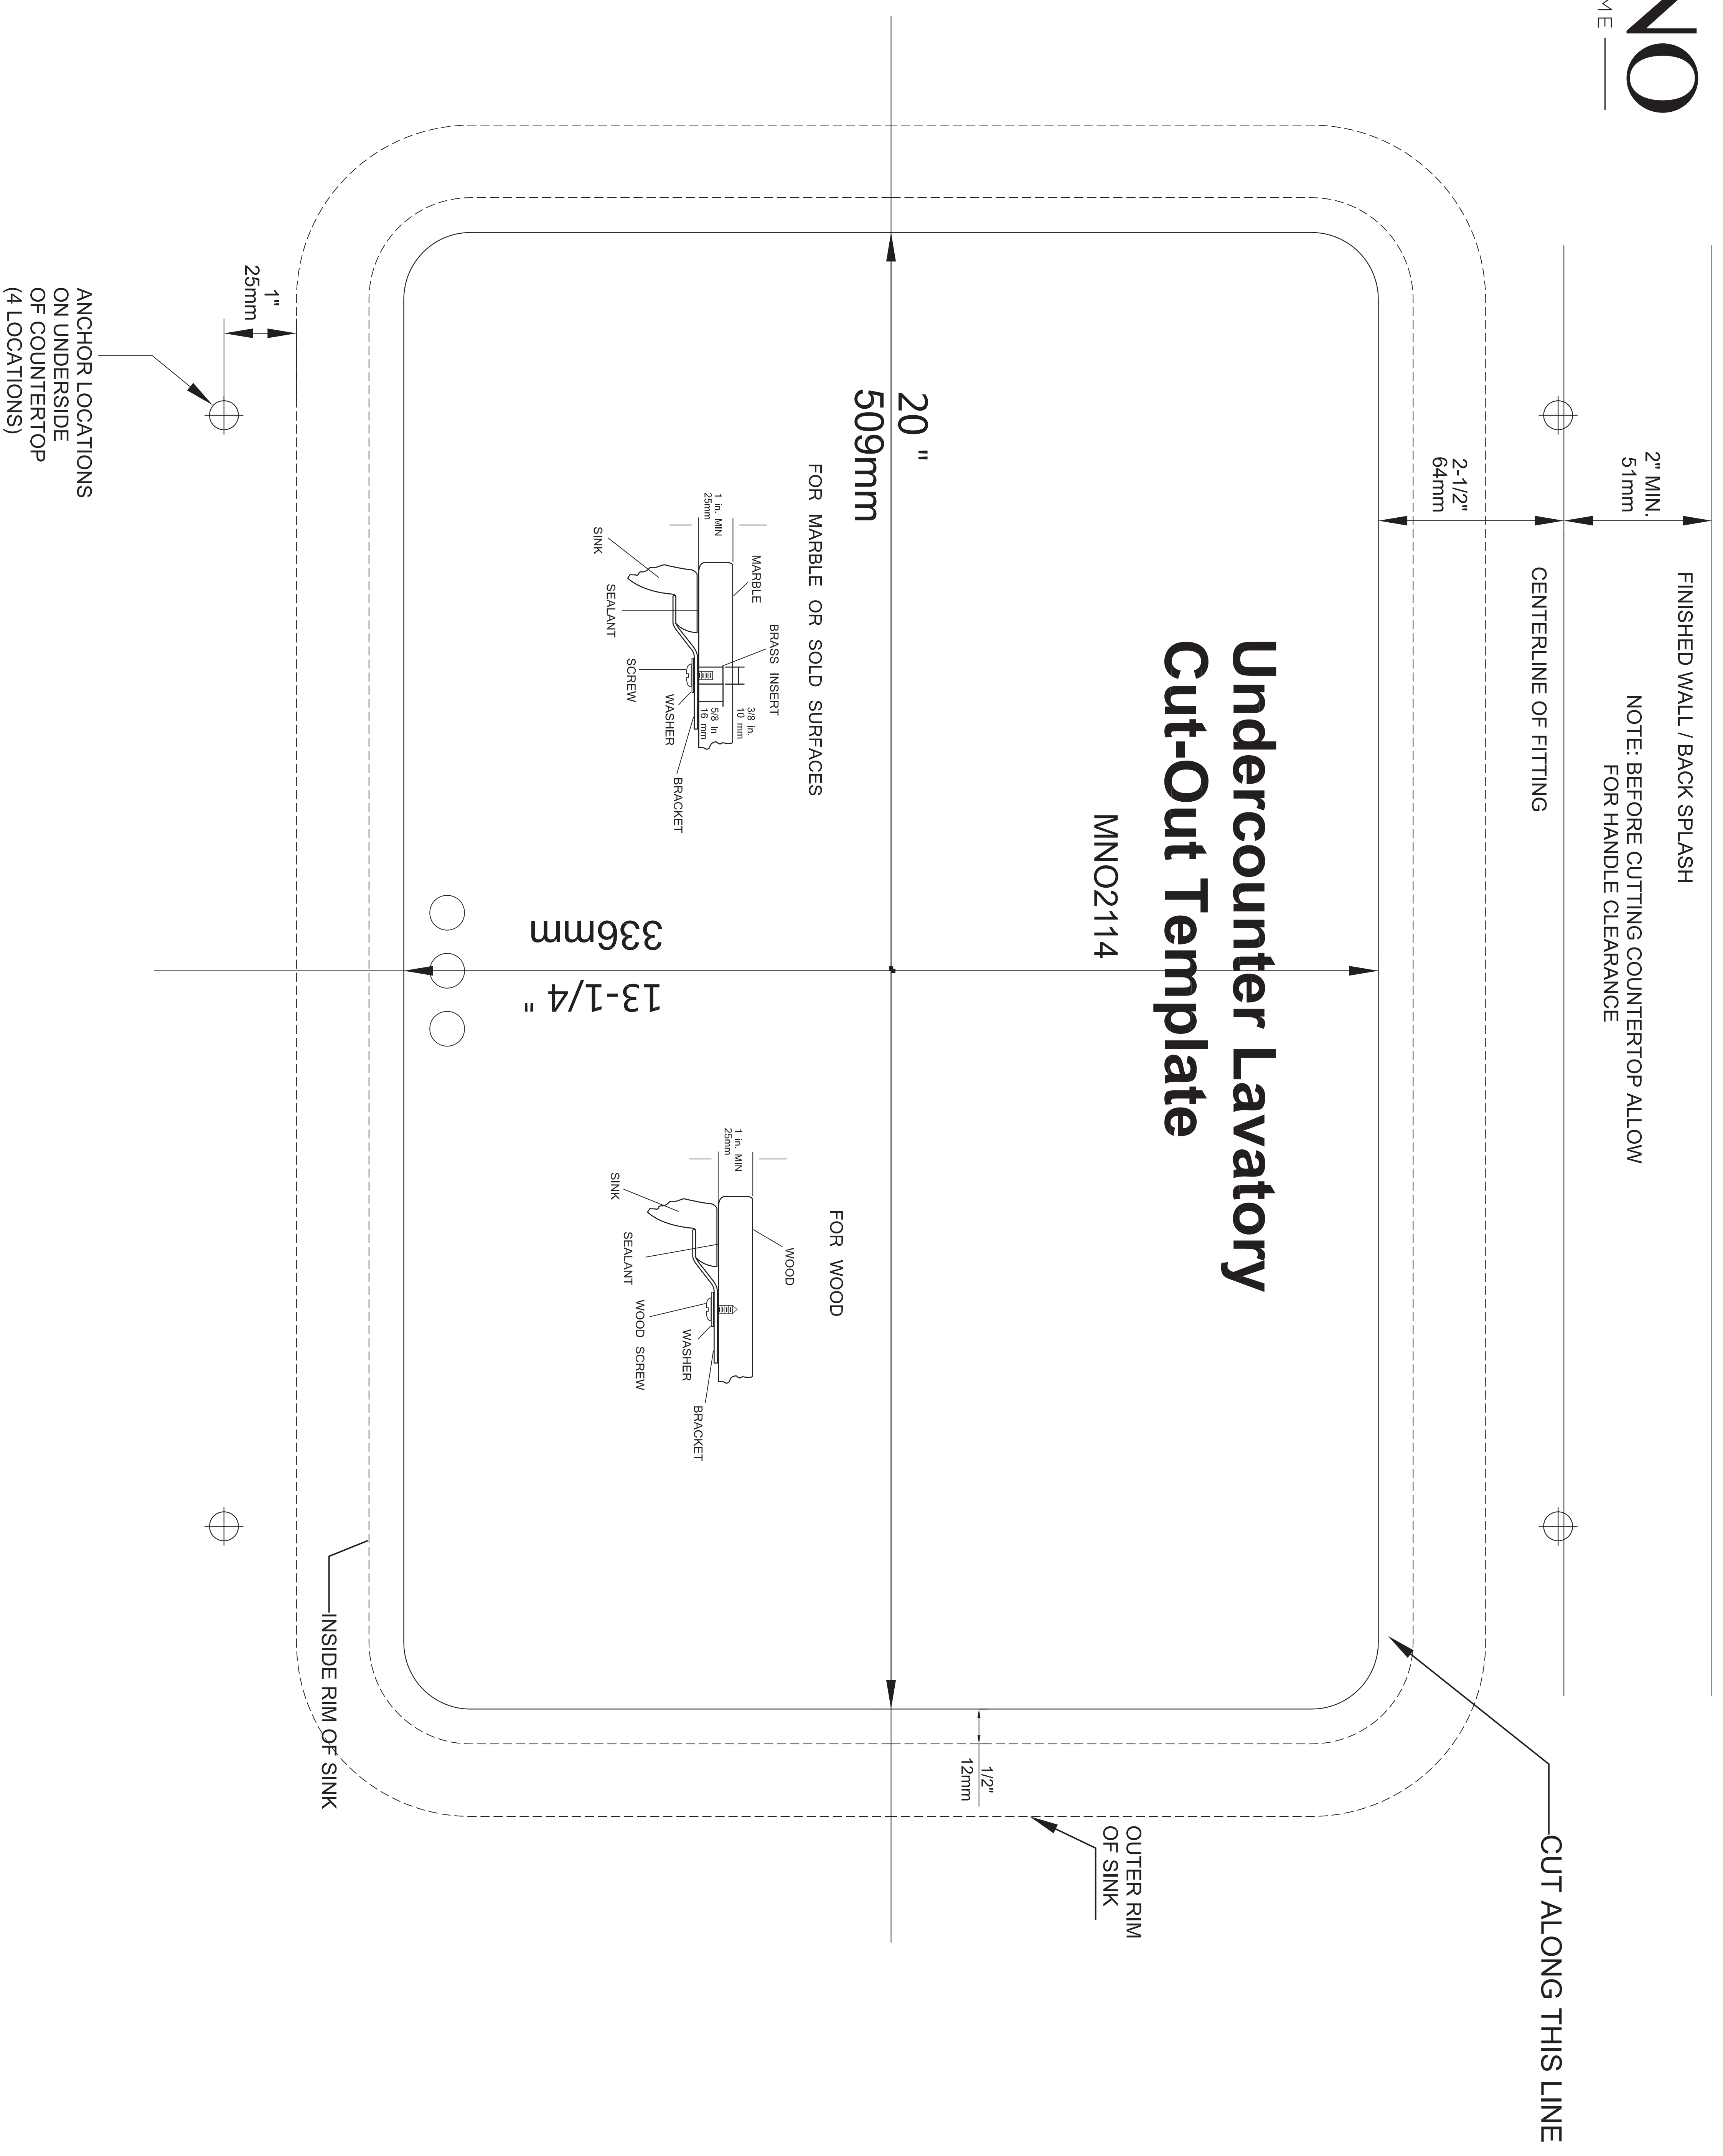 NO
ME
FINISHED WALL / BACK SPLASH
2" MIN.
51mm
NOTE: BEFORE CUTTING COUNTERTOP ALLOW
FOR HANDLE CLEARANCE
CENTERLINE OF FITTING
2-1/2"
64mm
CUT ALONG THIS LINE
Undercounter Lavatory
Cut-Out Template
MNO2114
OUTER RIM
OF SINK
1/2"
12mm
20 "
509mm
FOR MARBLE OR SOLD SURFACES
MARBLE
BRASS INSERT
1 in. MIN
25mm
3/8 in.
10 mm
5/8 in
16 mm
SINK
SEALANT
SCREW
WASHER
BRACKET
FOR WOOD
WOOD
1 in. MIN
25mm
SINK
SEALANT
WOOD SCREW
WASHER
BRACKET
336mm
13-1/4 "
INSIDE RIM OF SINK
1"
25mm
ANCHOR LOCATIONS
ON UNDERSIDE
OF COUNTERTOP
(4 LOCATIONS)